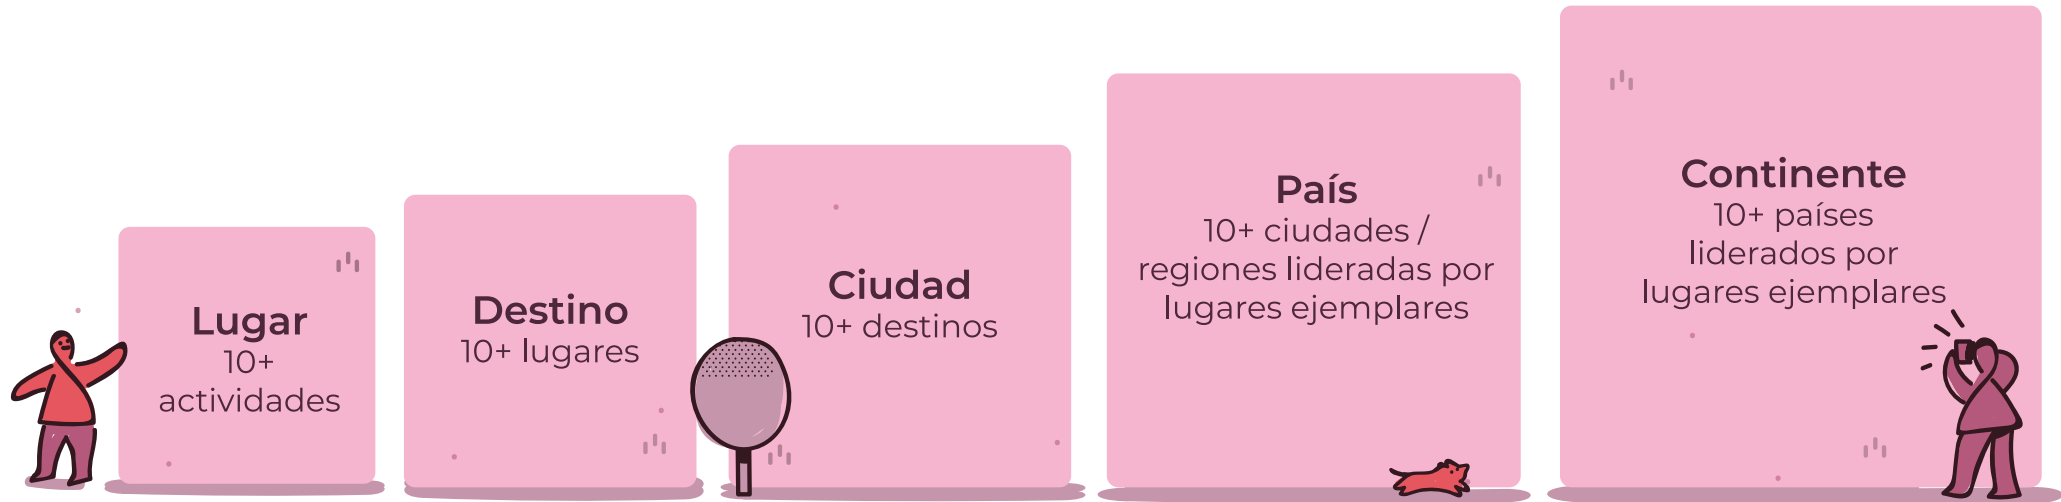 Lugar
10+
actividades
Destino
10+ lugares
Ciudad
10+ destinos
País
10+ ciudades /
regiones lideradas por
lugares ejemplares
Continente
10+ países
liderados por
lugares ejemplares